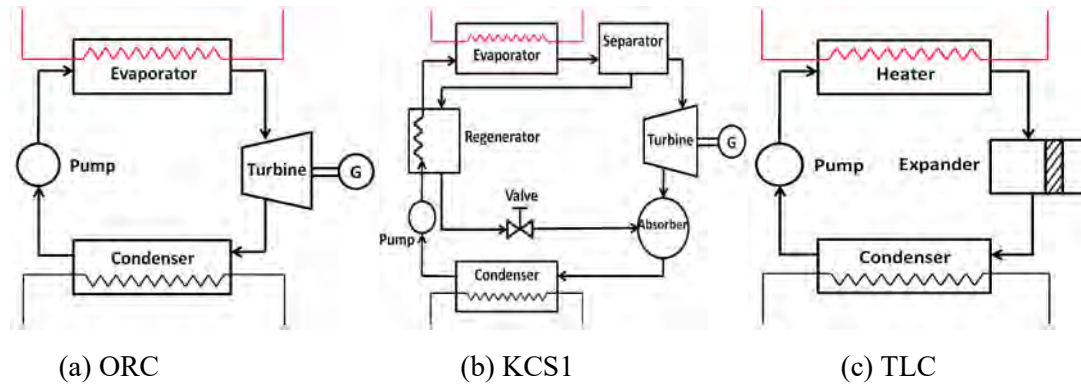 Evaporator
Pump
Turbine
G
Condenser
(a) ORC
Evaporator
Separator
Regenerator
Turbine
G
Valve
Pump
Absorber
Condenser
(b) KCS1
Heater
Pump
Expander
Condenser
(c) TLC